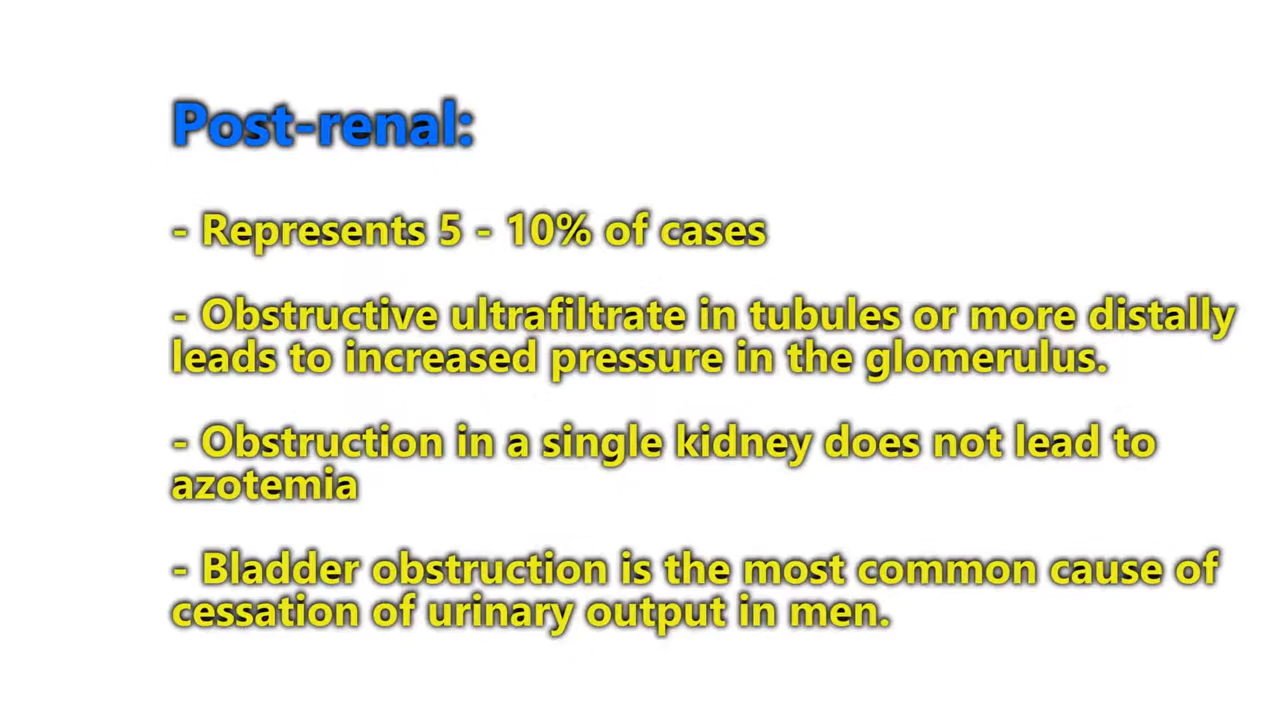 Post-renal:
- Represents 5 - 10% of cases
- Obstructive ultrafiltrate in tubules or more distally
leads to increased pressure in the glomerulus.
- Obstruction in a single kidney does not lead to
azotemia
- Bladder obstruction is the most common cause of
cessation of urinary output in men.